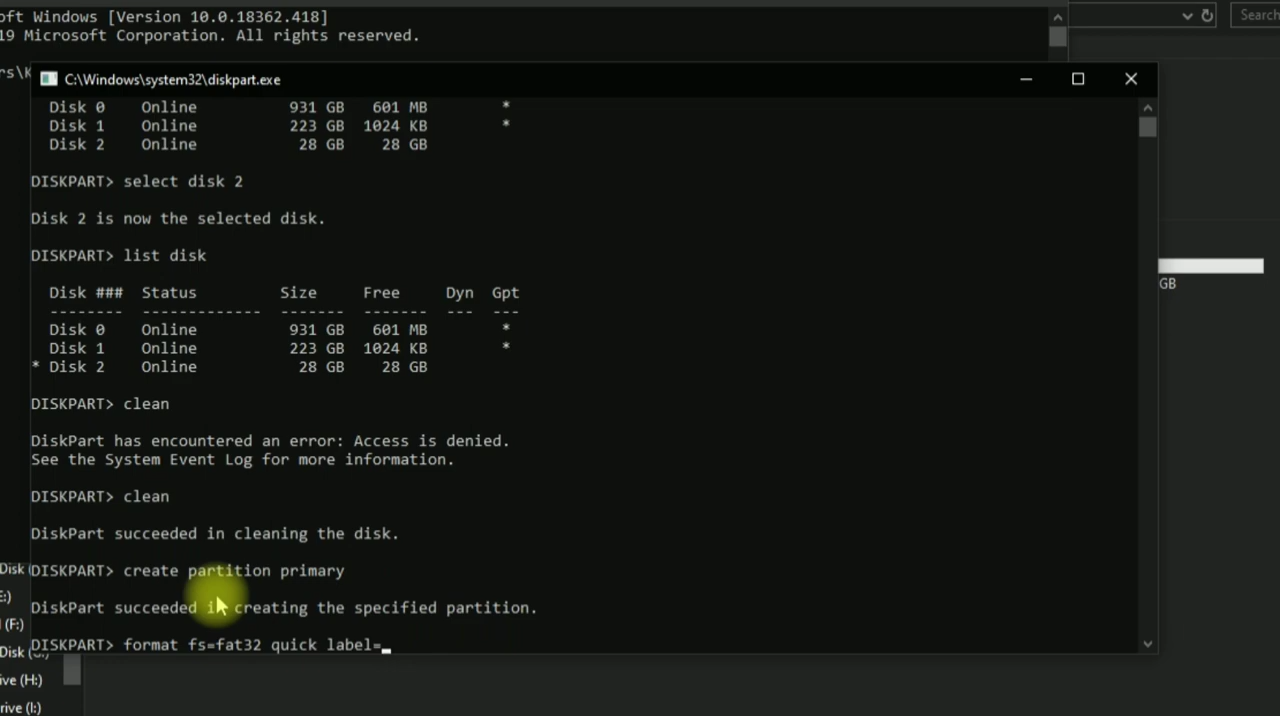 oft Windows [Version 10.0.18362.418]
19 Microsoft Corporation. All rights reserved.
Search
rs\K
C:\Windows\system32\diskpart.exe
Disk 0 Online 931 GB 601 MB *
Disk 1 Online 223 GB 1024 KB *
Disk 2 Online 28 GB 28 GB
DISKPART> select disk 2
Disk 2 is now the selected disk.
DISKPART> list disk
Disk ### Status Size Free Dyn Gpt
-------- ------------- ------- ------- --- ---
Disk 0 Online 931 GB 601 MB *
Disk 1 Online 223 GB 1024 KB *
* Disk 2 Online 28 GB 28 GB
GB
DISKPART> clean
DiskPart has encountered an error: Access is denied.
See the System Event Log for more information.
DISKPART> clean
DiskPart succeeded in cleaning the disk.
DISKPART> create partition primary
DiskPart succeeded in creating the specified partition.
DISKPART> format fs=fat32 quick label=
Disk (
E:)
l (F:)
Disk (G:)
ive (H:)
rive (I:)